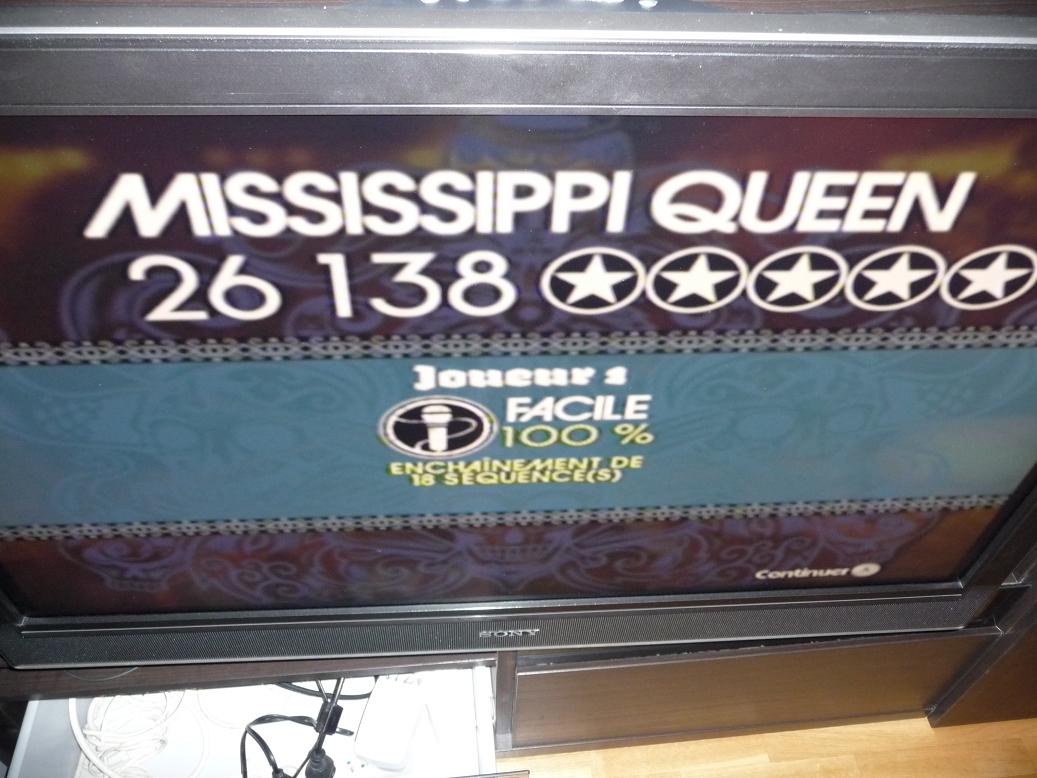 MISSISSIPPI QUEEN
26 138
Joueur 1
FACILE
100 %
ENCHAÎNEMENT DE
18 SÉQUENCE(S)
Continuer
SONY